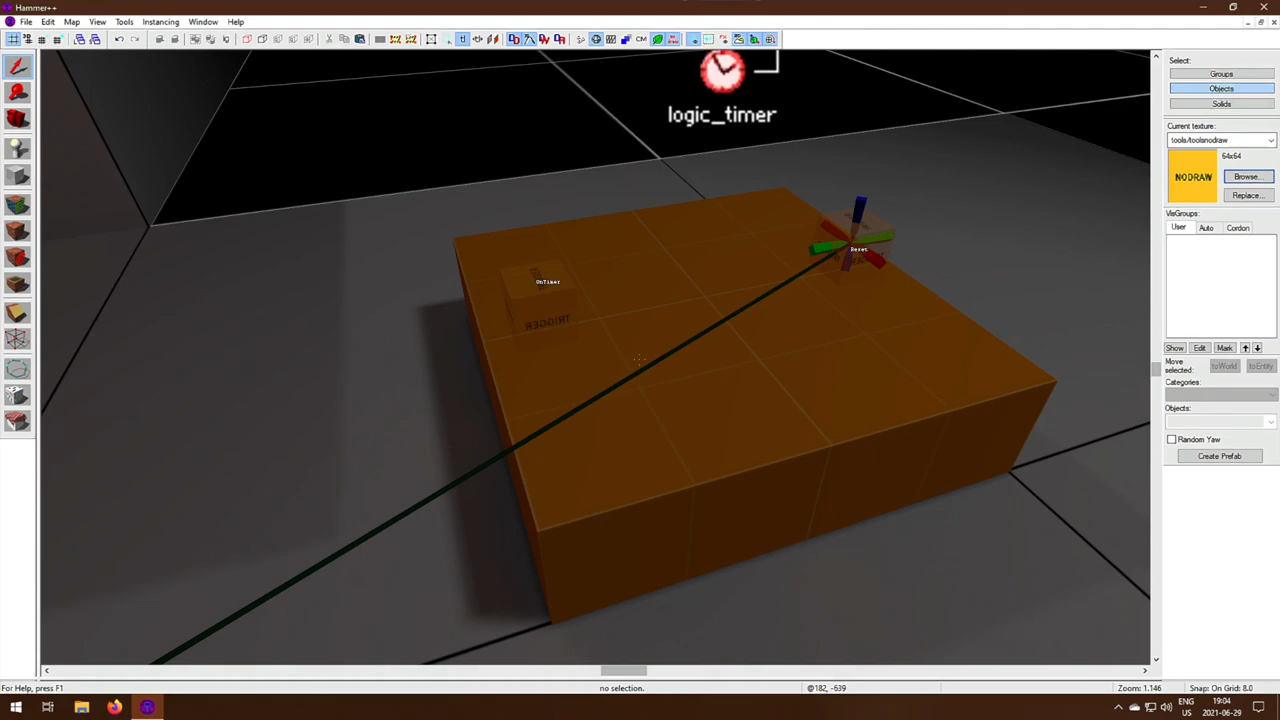 Hammer++
File Edit Map View Tools Instancing Window Help
CM
logic_timer
Reset
OnTimer
TRIGGER
Select:
Groups
Objects
Solids
Current texture:
tools/toolsnodraw
NODRAW
64x64
Browse...
Replace...
VisGroups:
User Auto Cordon
Show Edit Mark
Move
selected:
toWorld toEntity
Categories:
Objects:
Random Yaw
Create Prefab
For Help, press F1
no selection.
@182, -639
Zoom: 1.146
Snap: On Grid: 8.0
POL
US
19:04
2021-06-29